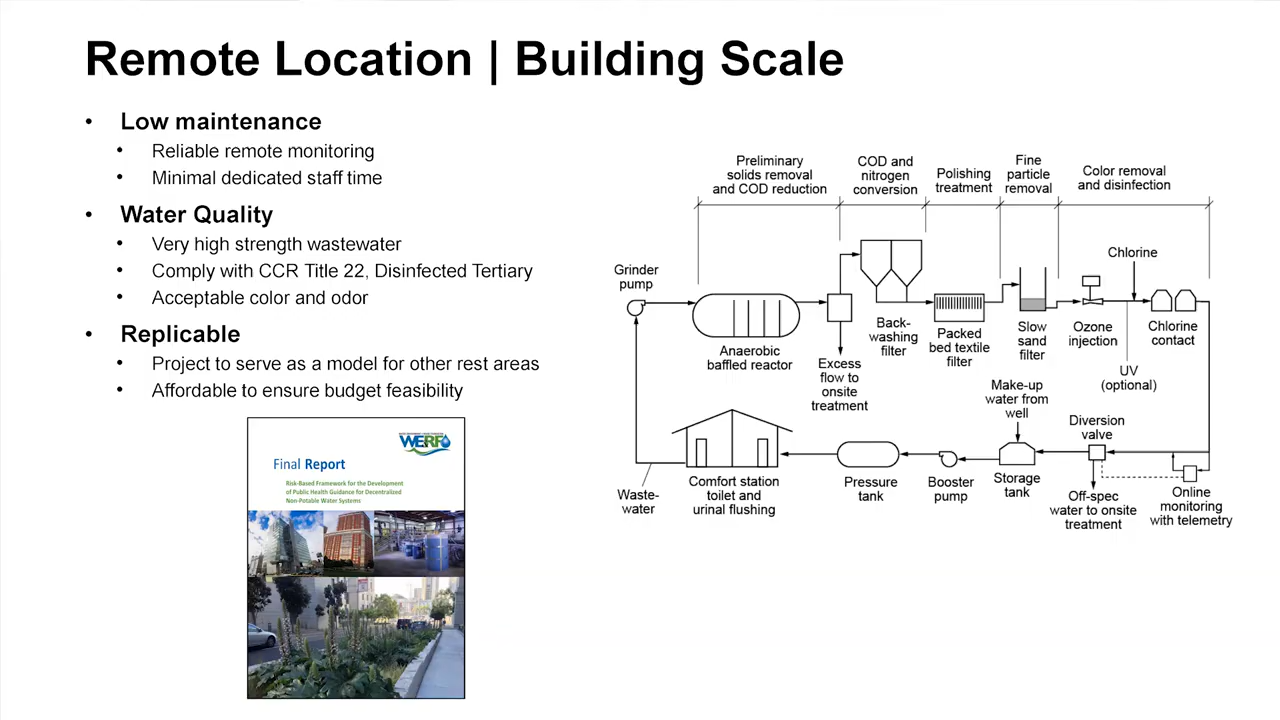 Remote Location | Building Scale
• Low maintenance
• Reliable remote monitoring
• Minimal dedicated staff time
• Water Quality
• Very high strength wastewater
• Comply with CCR Title 22, Disinfected Tertiary
• Acceptable color and odor
• Replicable
• Project to serve as a model for other rest areas
• Affordable to ensure budget feasibility
WERF
Final Report
Risk-Based Framework for the Development
of Public Health Guidance for Decentralized
Non-Potable Water Systems
Preliminary
solids removal
and COD reduction
COD and
nitrogen
conversion
Polishing
treatment
Fine
particle
removal
Color removal
and disinfection
Grinder
pump
Anaerobic
baffled reactor
Excess
flow to
onsite
treatment
Back-
washing
filter
Packed
bed textile
filter
Slow
sand
filter
Ozone
injection
Chlorine
UV
(optional)
Chlorine
contact
Make-up
water from
well
Diversion
valve
Waste-
water
Comfort station
toilet and
urinal flushing
Pressure
tank
Booster
pump
Storage
tank
Off-spec
water to onsite
treatment
Online
monitoring
with telemetry